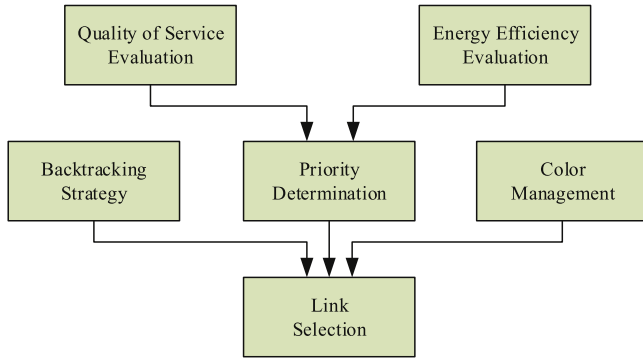 Quality of Service
Evaluation
Energy Efficiency
Evaluation
Backtracking
Strategy
Priority
Determination
Color
Management
Link
Selection